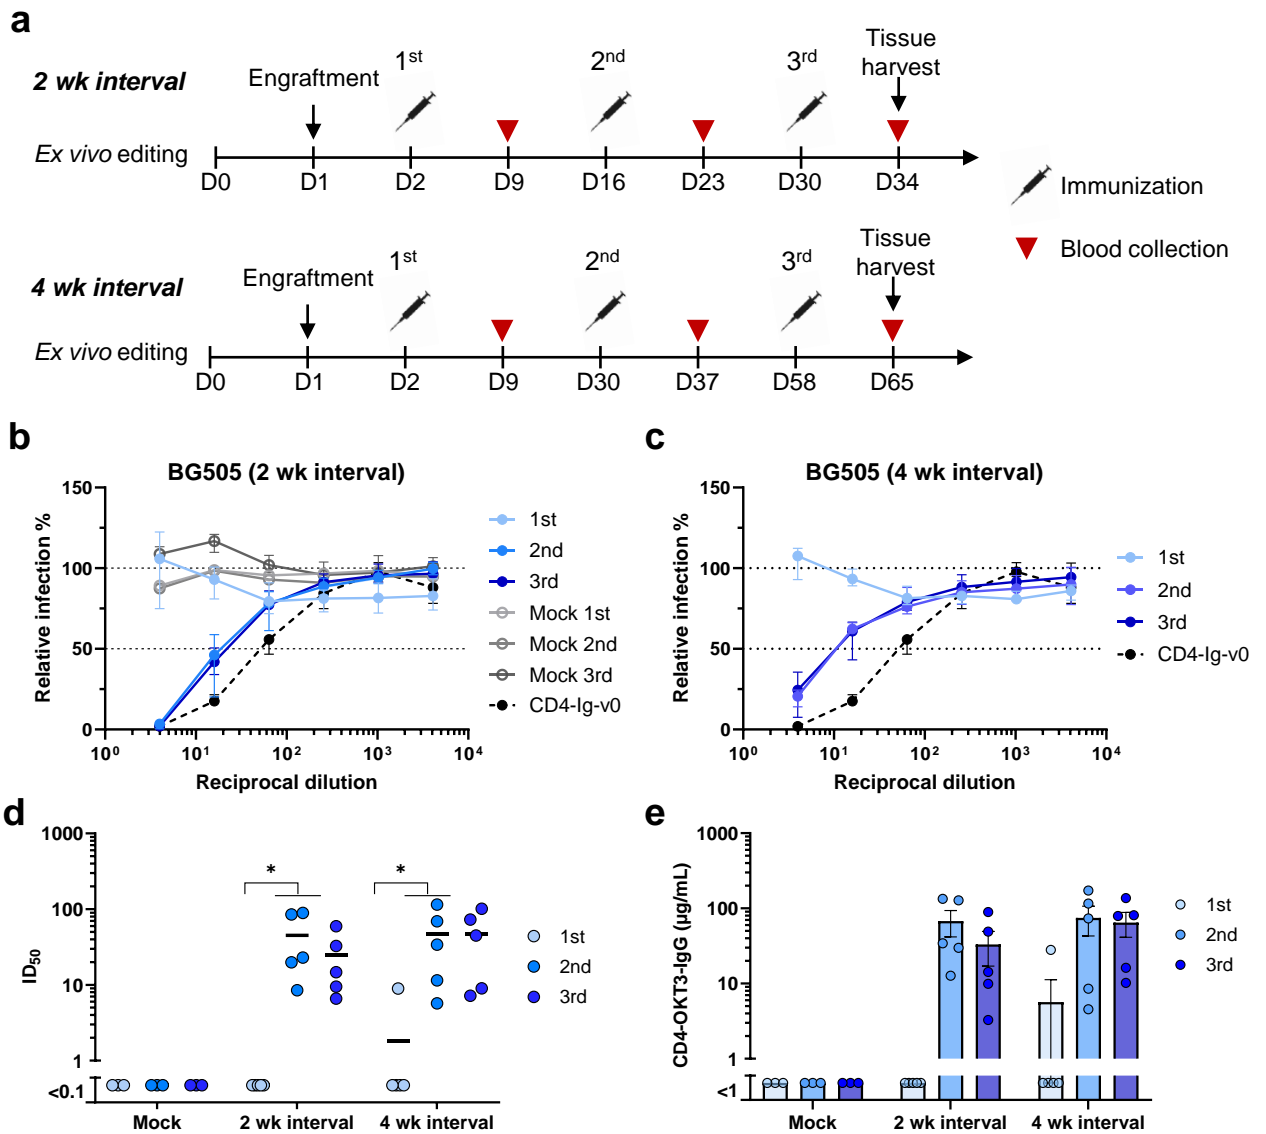 a
2 wk interval
Engraftment
1st
2nd
3rd
Tissue
harvest
Ex vivo editing
D0 D1 D2 D9 D16 D23 D30 D34
Immunization
Blood collection
4 wk interval
Engraftment
1st
2nd
3rd
Tissue
harvest
Ex vivo editing
D0 D1 D2 D9 D30 D37 D58 D65
b
BG505 (2 wk interval)
Relative infection %
150
100
50
0
10⁰ 10¹ 10² 10³ 10⁴
Reciprocal dilution
1st
2nd
3rd
Mock 1st
Mock 2nd
Mock 3rd
CD4-Ig-v0
c
BG505 (4 wk interval)
Relative infection %
150
100
50
0
10⁰ 10¹ 10² 10³ 10⁴
Reciprocal dilution
1st
2nd
3rd
CD4-Ig-v0
d
ID₅₀
1000
100
10
1
<0.1
* *
Mock 2 wk interval 4 wk interval
1st
2nd
3rd
e
CD4-OKT3-IgG (µg/mL)
1000
100
10
1
<1
Mock 2 wk interval 4 wk interval
1st
2nd
3rd